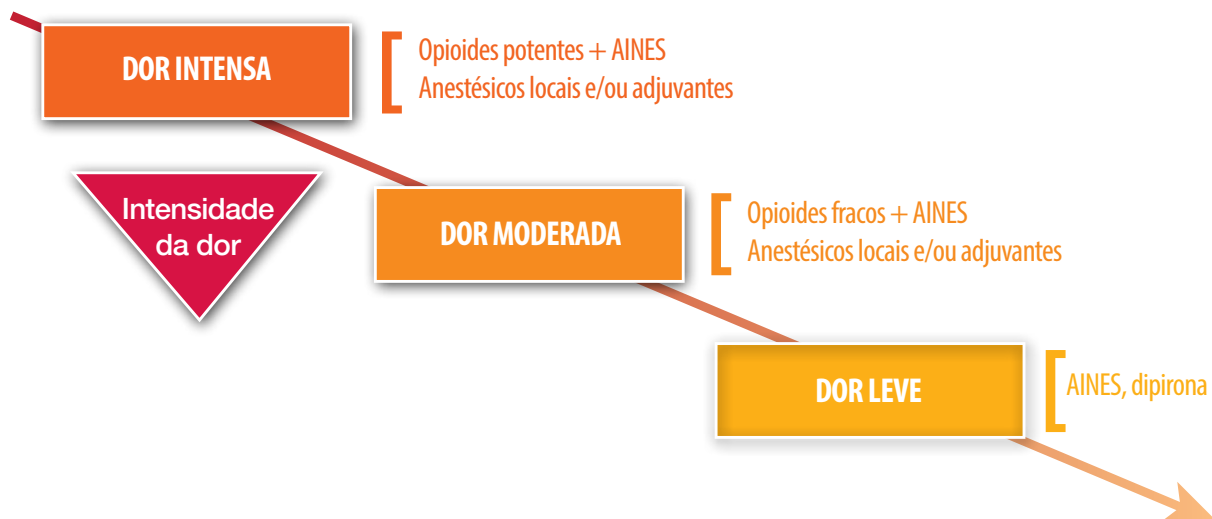 DOR INTENSA
Opioides potentes + AINES
Anestésicos locais e/ou adjuvantes
Intensidade
da dor
DOR MODERADA
Opioides fracos + AINES
Anestésicos locais e/ou adjuvantes
DOR LEVE
AINES, dipirona